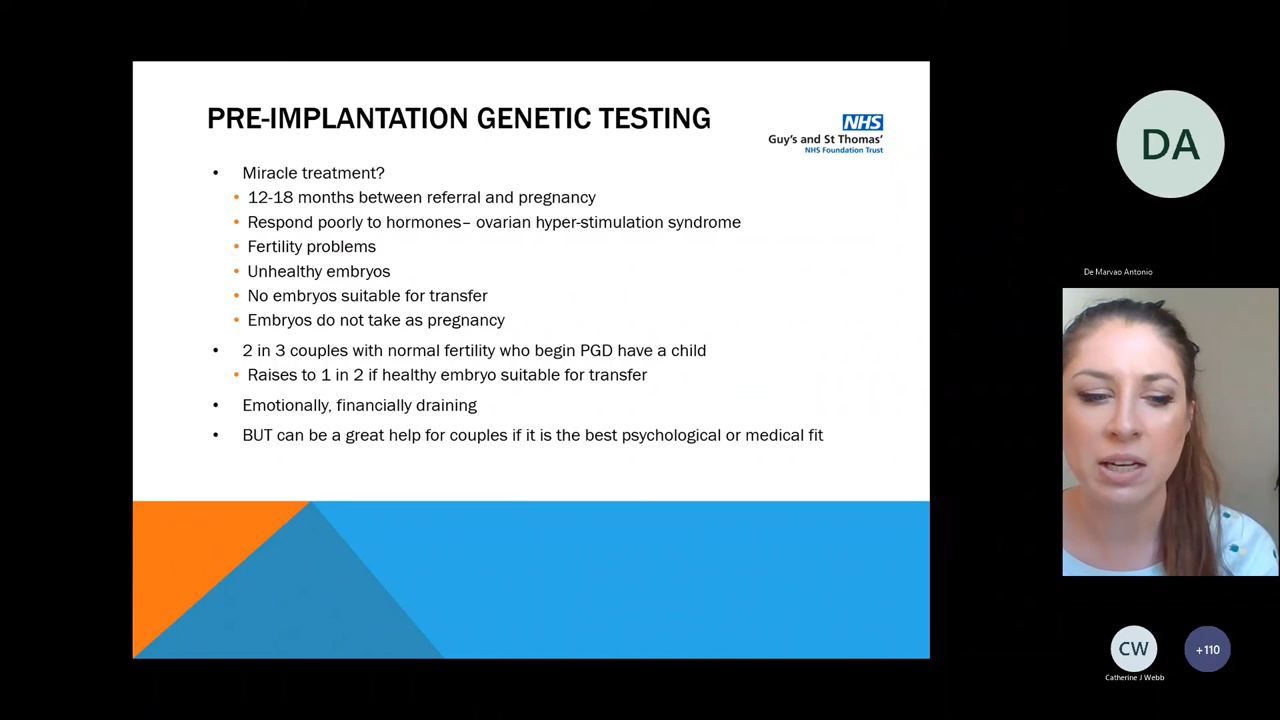 PRE-IMPLANTATION GENETIC TESTING
NHS
Guy's and St Thomas'
NHS Foundation Trust
• Miracle treatment?
• 12-18 months between referral and pregnancy
• Respond poorly to hormones– ovarian hyper-stimulation syndrome
• Fertility problems
• Unhealthy embryos
• No embryos suitable for transfer
• Embryos do not take as pregnancy
• 2 in 3 couples with normal fertility who begin PGD have a child
• Raises to 1 in 2 if healthy embryo suitable for transfer
• Emotionally, financially draining
• BUT can be a great help for couples if it is the best psychological or medical fit
DA
De Marvao Antonio
CW
Catherine J Webb
+110